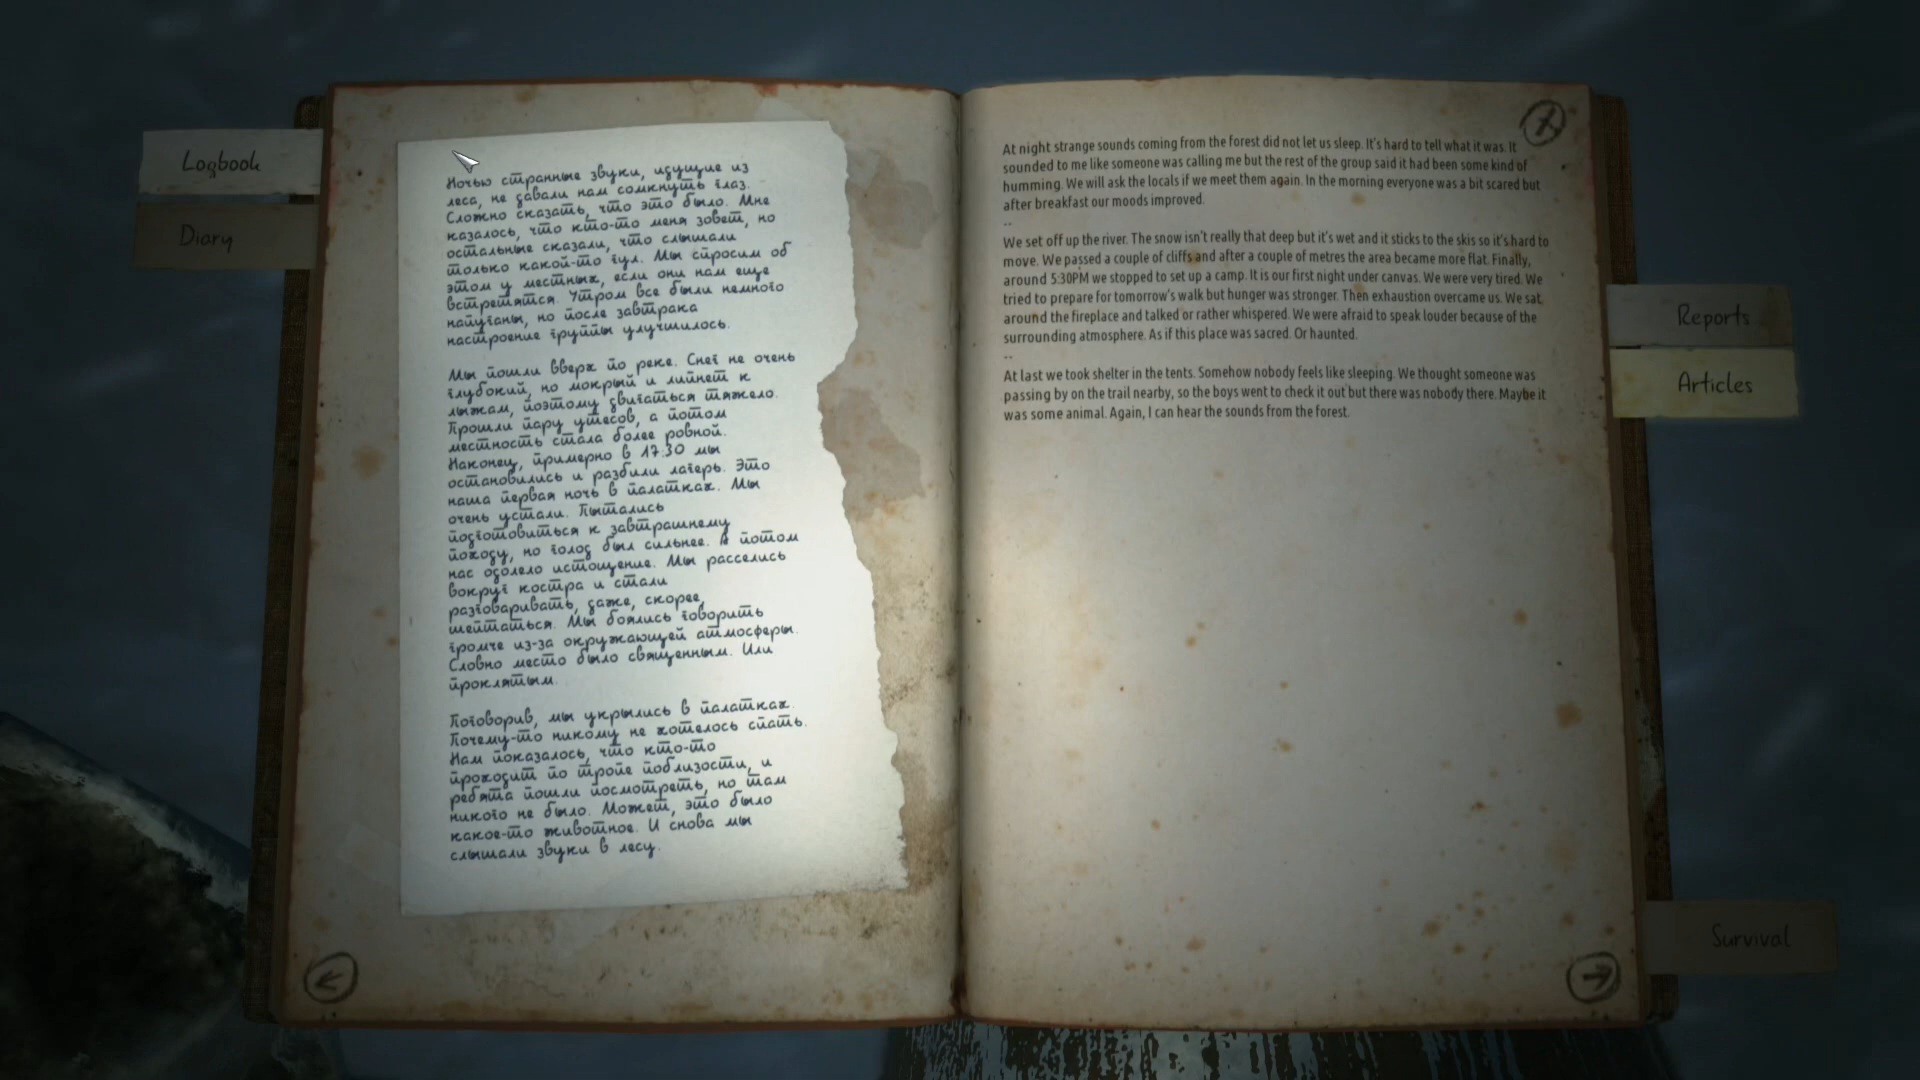 Logbook
Diary
Ночью странные звуки, идущие из
леса, не давали нам сомкнуть глаз.
Сложно сказать, что это было. Мне
казалось, что кто-то меня зовет, но
остальные сказали, что слышали
только какой-то гул. Мы спросим об
этом у местных, если они нам еще
встретятся. Утром все были немного
напуганы, но после завтрака
настроение группы улучшилось.
Мы пошли вверх по реке. Снег не очень
глубокий, но мокрый и липнет к
лыжам, поэтому двигаться тяжело.
Прошли пару утесов, а потом
местность стала более ровной.
Наконец, примерно в 17:30 мы
остановились и разбили лагерь. Это
наша первая ночь в палатках. Мы
очень устали. Пытались
подготовиться к завтрашнему
походу, но голод был сильнее. А потом
нас одолело истощение. Мы расселись
вокруг костра и стали
разговаривать, даже, скорее,
шептаться. Мы боялись говорить
громче из-за окружающей атмосферы.
Словно место было священным. Или
проклятым.
Поговорив, мы укрылись в палатках.
Почему-то никому не хотелось спать.
Нам показалось, что кто-то
проходит по тропе поблизости, и
ребята пошли посмотреть, но там
никого не было. Может, это было
какое-то животное. И снова мы
слышали звуки в лесу.
At night strange sounds coming from the forest did not let us sleep. It's hard to tell what it was. It
sounded to me like someone was calling me but the rest of the group said it had been some kind of
humming. We will ask the locals if we meet them again. In the morning everyone was a bit scared but
after breakfast our moods improved.
--
We set off up the river. The snow isn't really that deep but it's wet and it sticks to the skis so it's hard to
move. We passed a couple of cliffs and after a couple of metres the area became more flat. Finally,
around 5:30PM we stopped to set up a camp. It is our first night under canvas. We were very tired. We
tried to prepare for tomorrow's walk but hunger was stronger. Then exhaustion overcame us. We sat
around the fireplace and talked or rather whispered. We were afraid to speak louder because of the
surrounding atmosphere. As if this place was sacred. Or haunted.
--
At last we took shelter in the tents. Somehow nobody feels like sleeping. We thought someone was
passing by on the trail nearby, so the boys went to check it out but there was nobody there. Maybe it
was some animal. Again, I can hear the sounds from the forest.
Reports
Articles
Survival